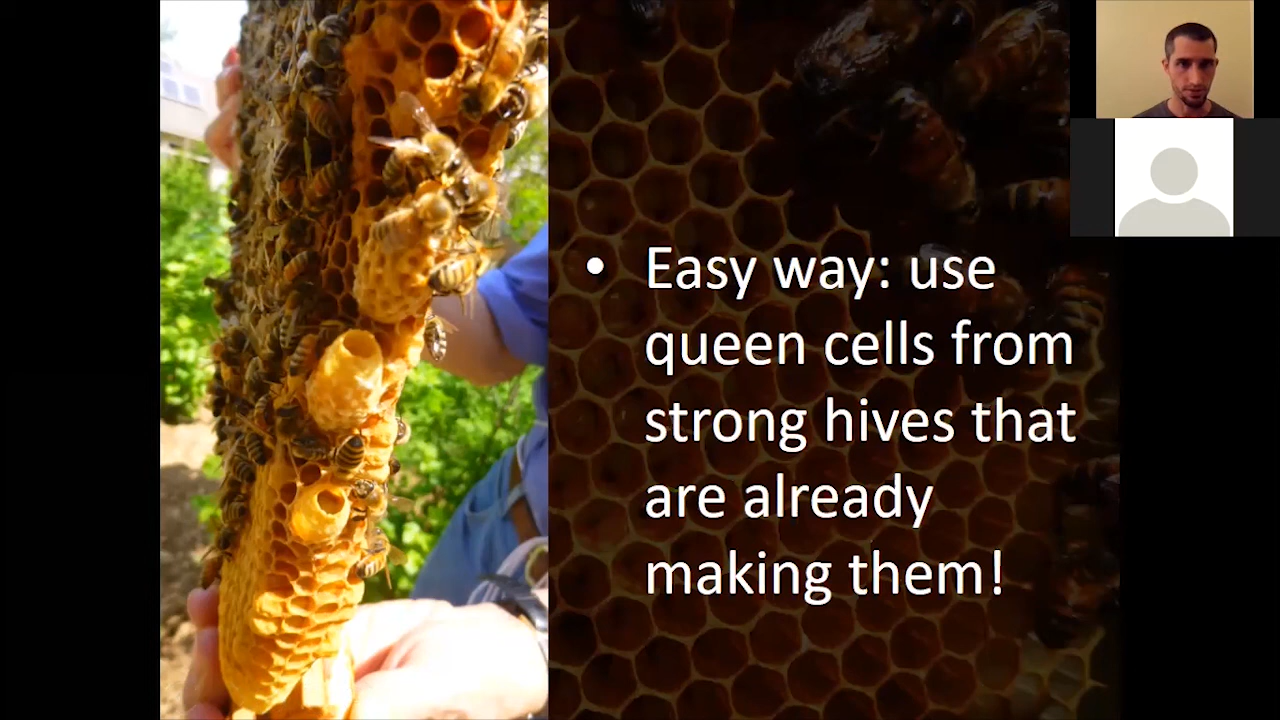 • Easy way: use
queen cells from
strong hives that
are already
making them!